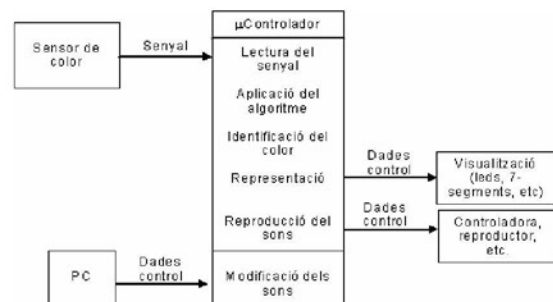 µControlador
Sensor de
color
Senyal
Lectura del
senyal
Aplicació del
algoritme
Identificació del
color
Representació
Reproducció del
sons
Modificació dels
sons
Dades
control
Visualització
(leds, 7-
segments, etc)
Dades
control
Controladora,
reproductor,
etc.
PC
Dades
control